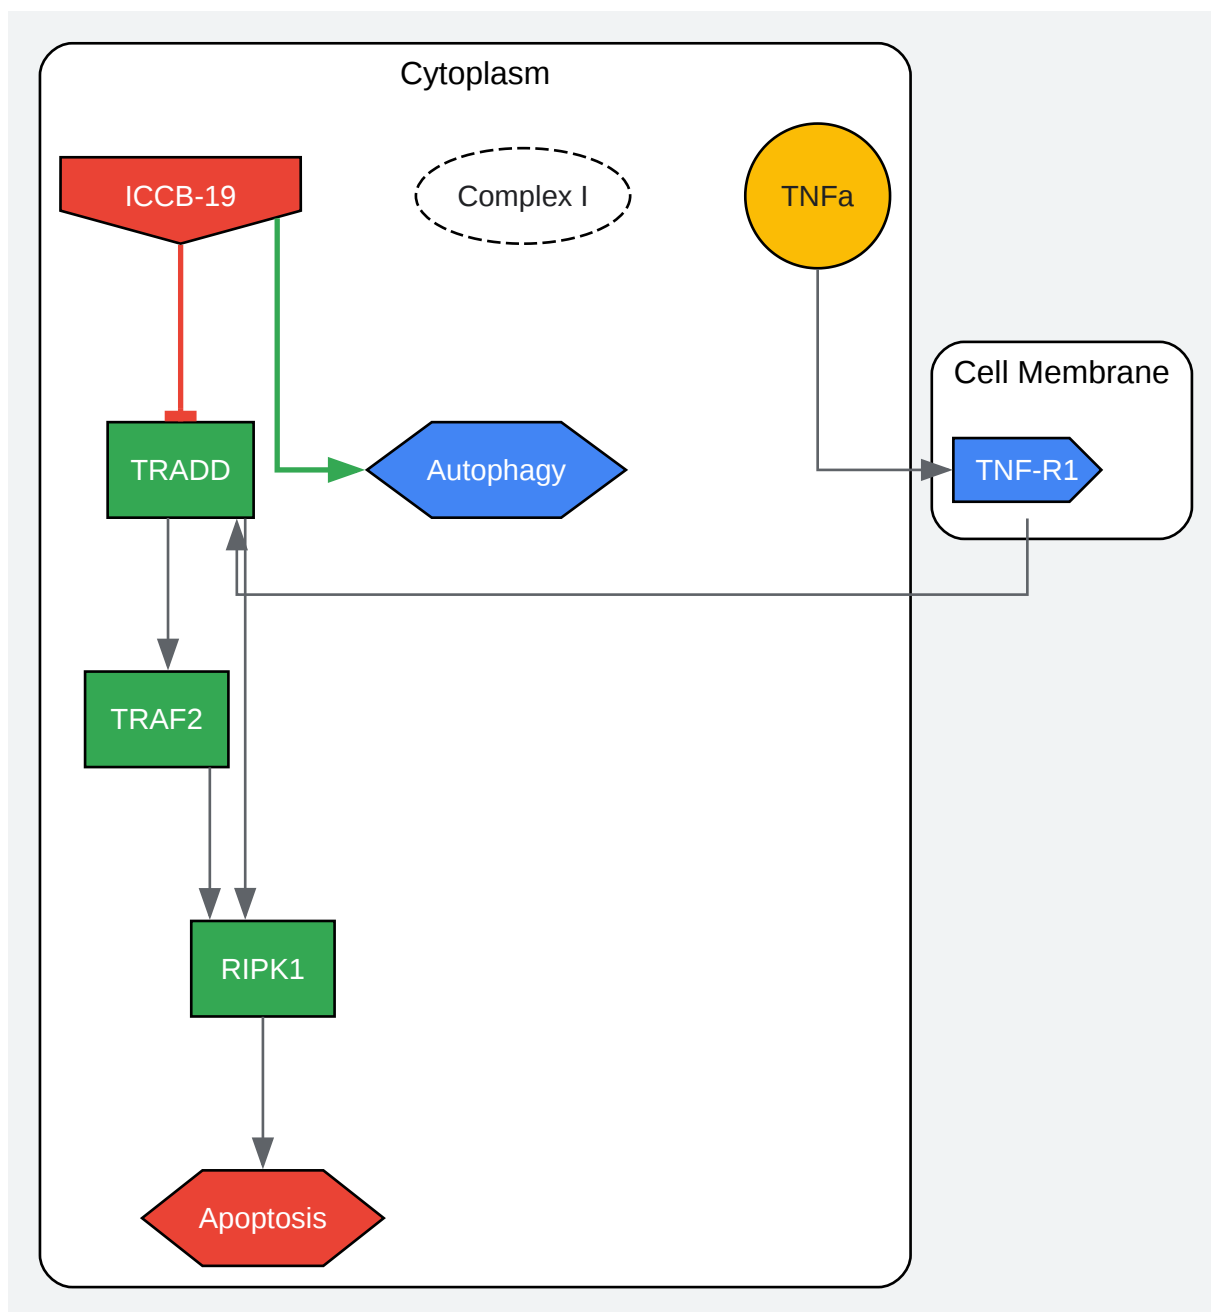 Cytoplasm
ICCB-19
Complex I
TNFa
Cell Membrane
TRADD
Autophagy
TNF-R1
TRAF2
RIPK1
Apoptosis